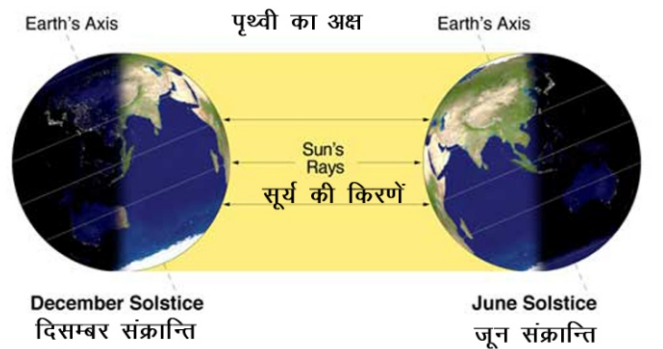 Earth's Axis
पृथ्वी का अक्ष
Earth's Axis
Sun's
Rays
सूर्य की किरणें
December Solstice
दिसम्बर संक्रान्ति
June Solstice
जून संक्रान्ति